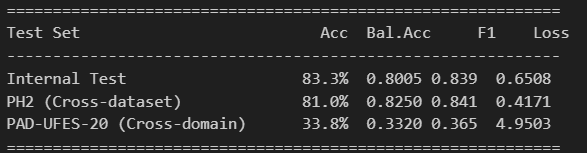 ============================================================
Test Set Acc Bal.Acc F1 Loss
------------------------------------------------------------
Internal Test 83.3% 0.8005 0.839 0.6508
PH2 (Cross-dataset) 81.0% 0.8250 0.841 0.4171
PAD-UFES-20 (Cross-domain) 33.8% 0.3320 0.365 4.9503
============================================================